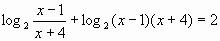 log₂ (x−1)/(x+4) + log₂(x−1)(x+4) = 2